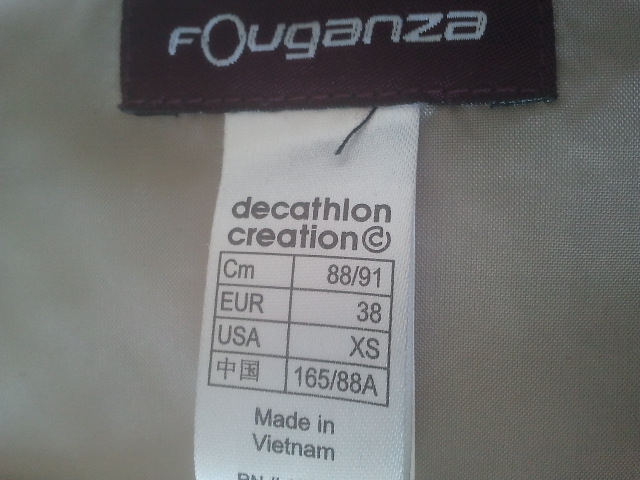 fOuganza
decathlon
creation©
Cm 88/91
EUR 38
USA XS
中国 165/88A
Made in
Vietnam